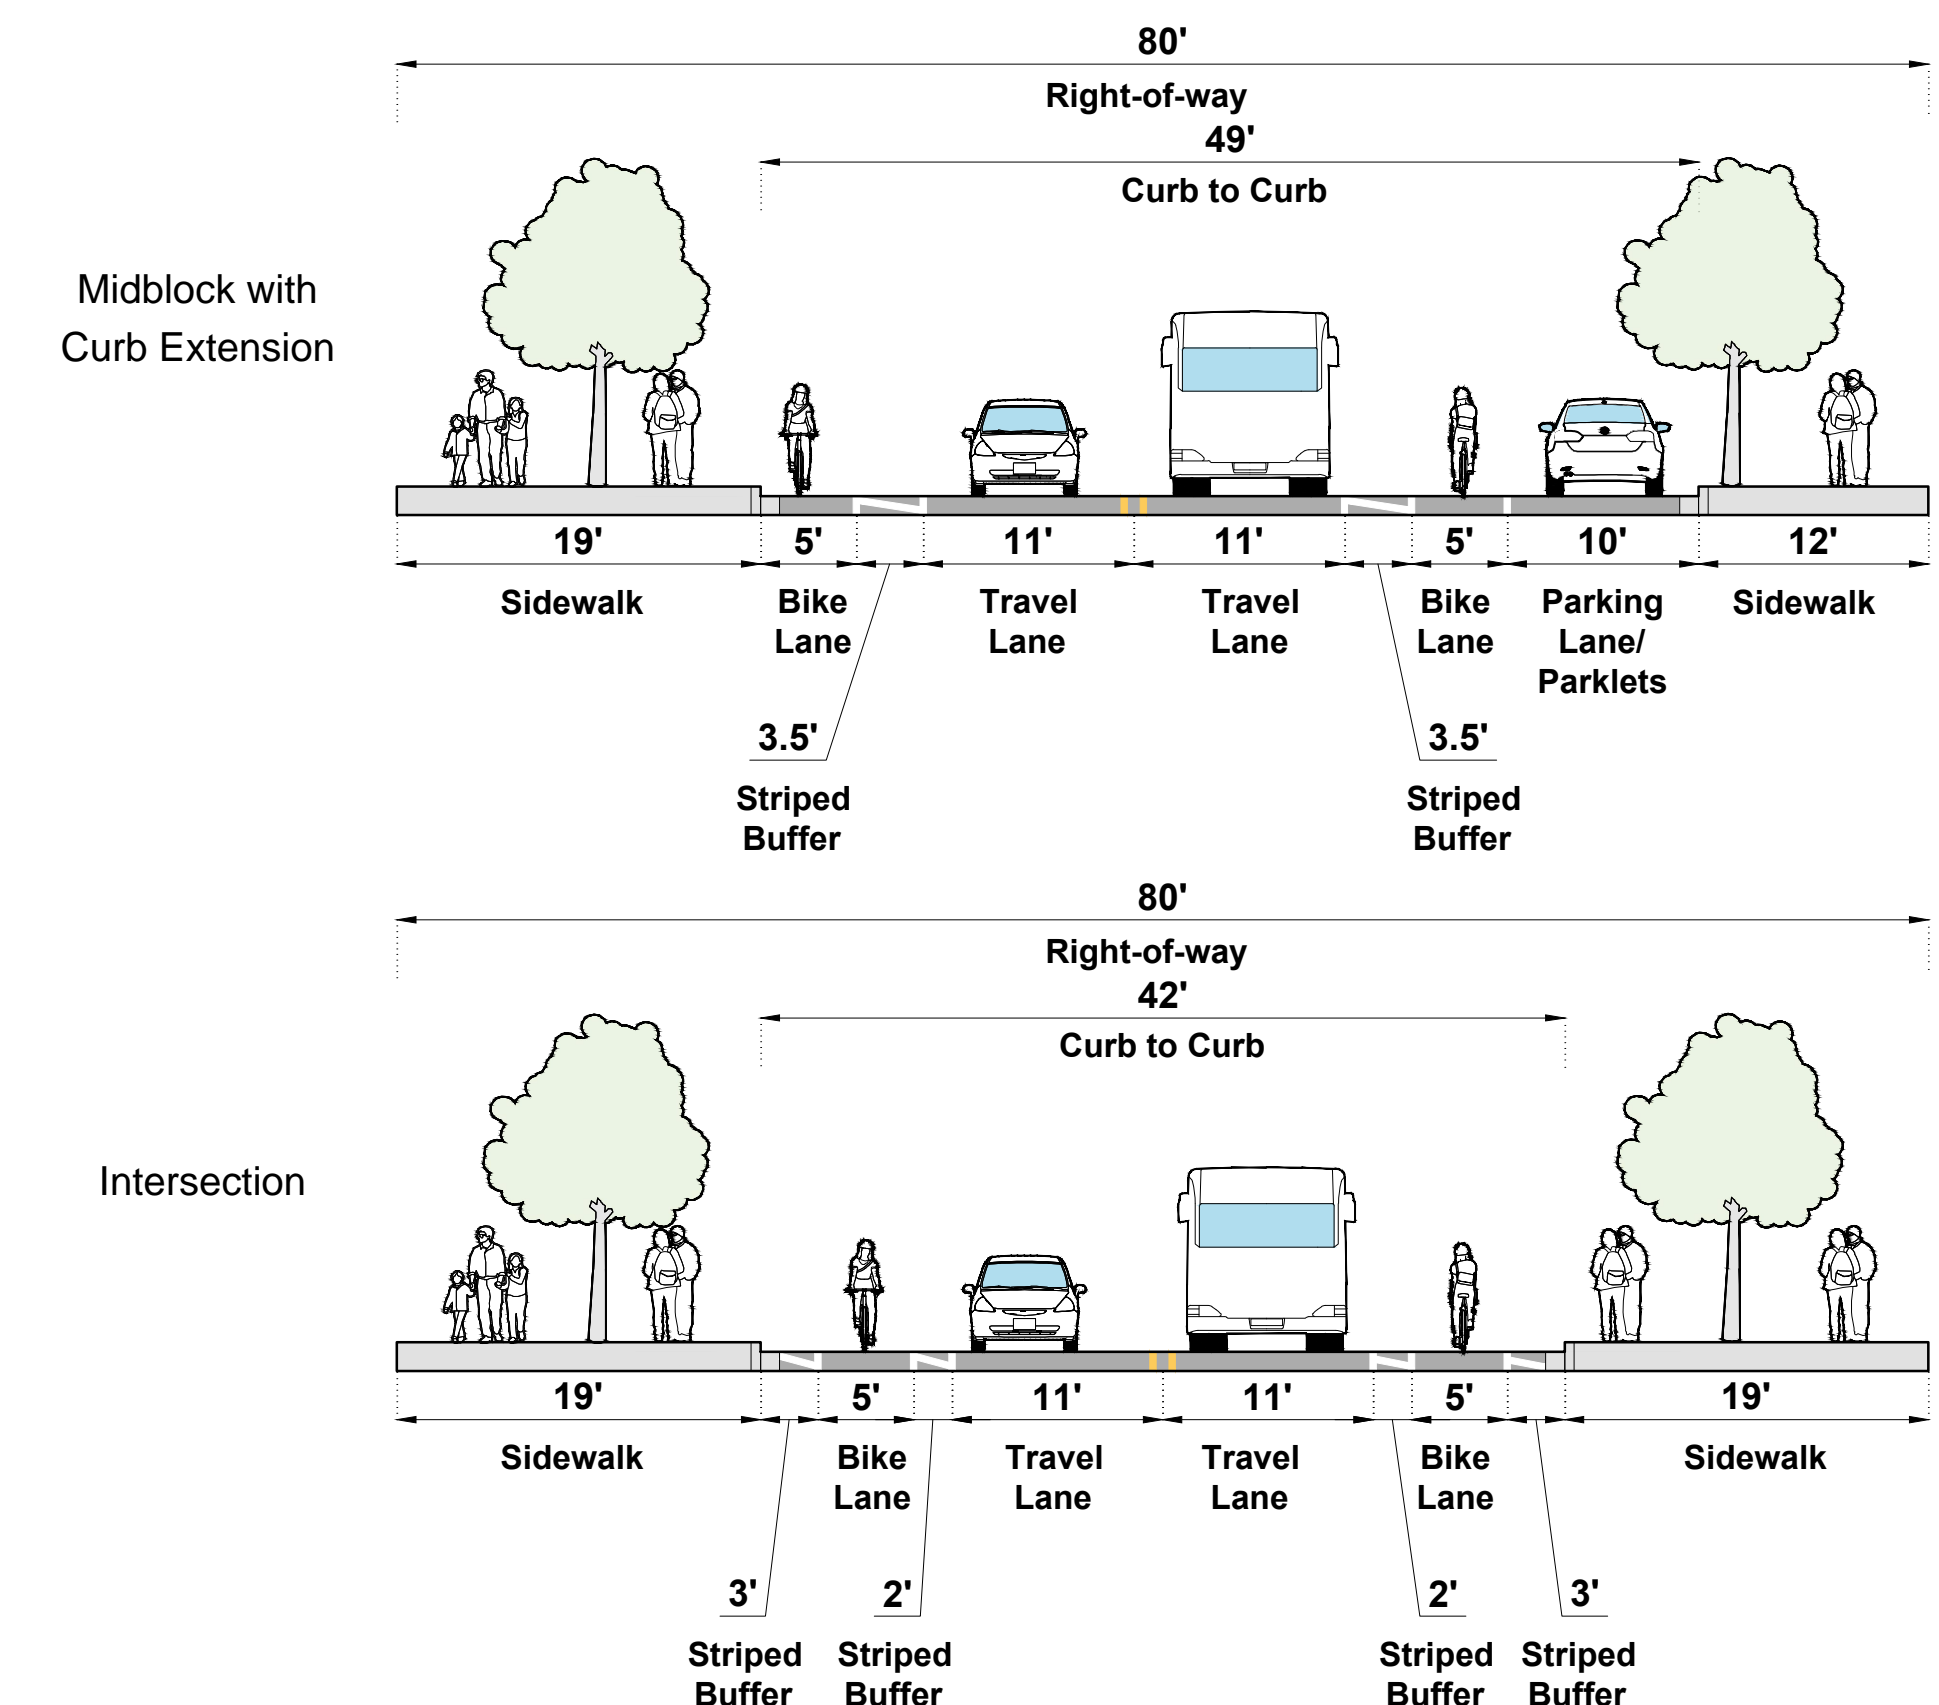 80'
Right-of-way
49'
Curb to Curb
Midblock with
Curb Extension
19' 5' 11' 11' 5' 10' 12'
Sidewalk Bike Travel Travel Bike Parking Sidewalk
Lane Lane Lane Lane Lane/
Parklets
3.5' 3.5'
Striped Striped
Buffer Buffer
80'
Right-of-way
42'
Curb to Curb
Intersection
19' 5' 11' 11' 5' 19'
Sidewalk Bike Travel Travel Bike Sidewalk
Lane Lane Lane Lane
3' 2' 2' 3'
Striped Striped Striped Striped
Buffer Buffer Buffer Buffer